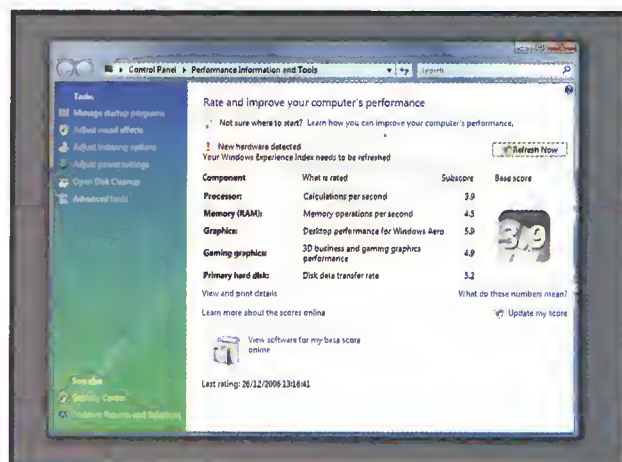 Control Panel ▸ Performance Information and Tools
Search
Tasks
Manage startup programs
Adjust visual effects
Adjust indexing options
Adjust power settings
Open Disk Cleanup
Advanced tools
See also
Security Center
Problem Reports and Solutions
Rate and improve your computer's performance
Not sure where to start? Learn how you can improve your computer's performance.
New hardware detected
Your Windows Experience Index needs to be refreshed
Refresh Now
Component What is rated Subscore Base score
Processor: Calculations per second 3.9
Memory (RAM): Memory operations per second 4.5
Graphics: Desktop performance for Windows Aero 5.9
Gaming graphics: 3D business and gaming graphics performance 4.9
Primary hard disk: Disk data transfer rate 5.2
3.9
View and print details
What do these numbers mean?
Learn more about the scores online
Update my score
View software for my base score
online
Last rating: 26/12/2006 13:16:41